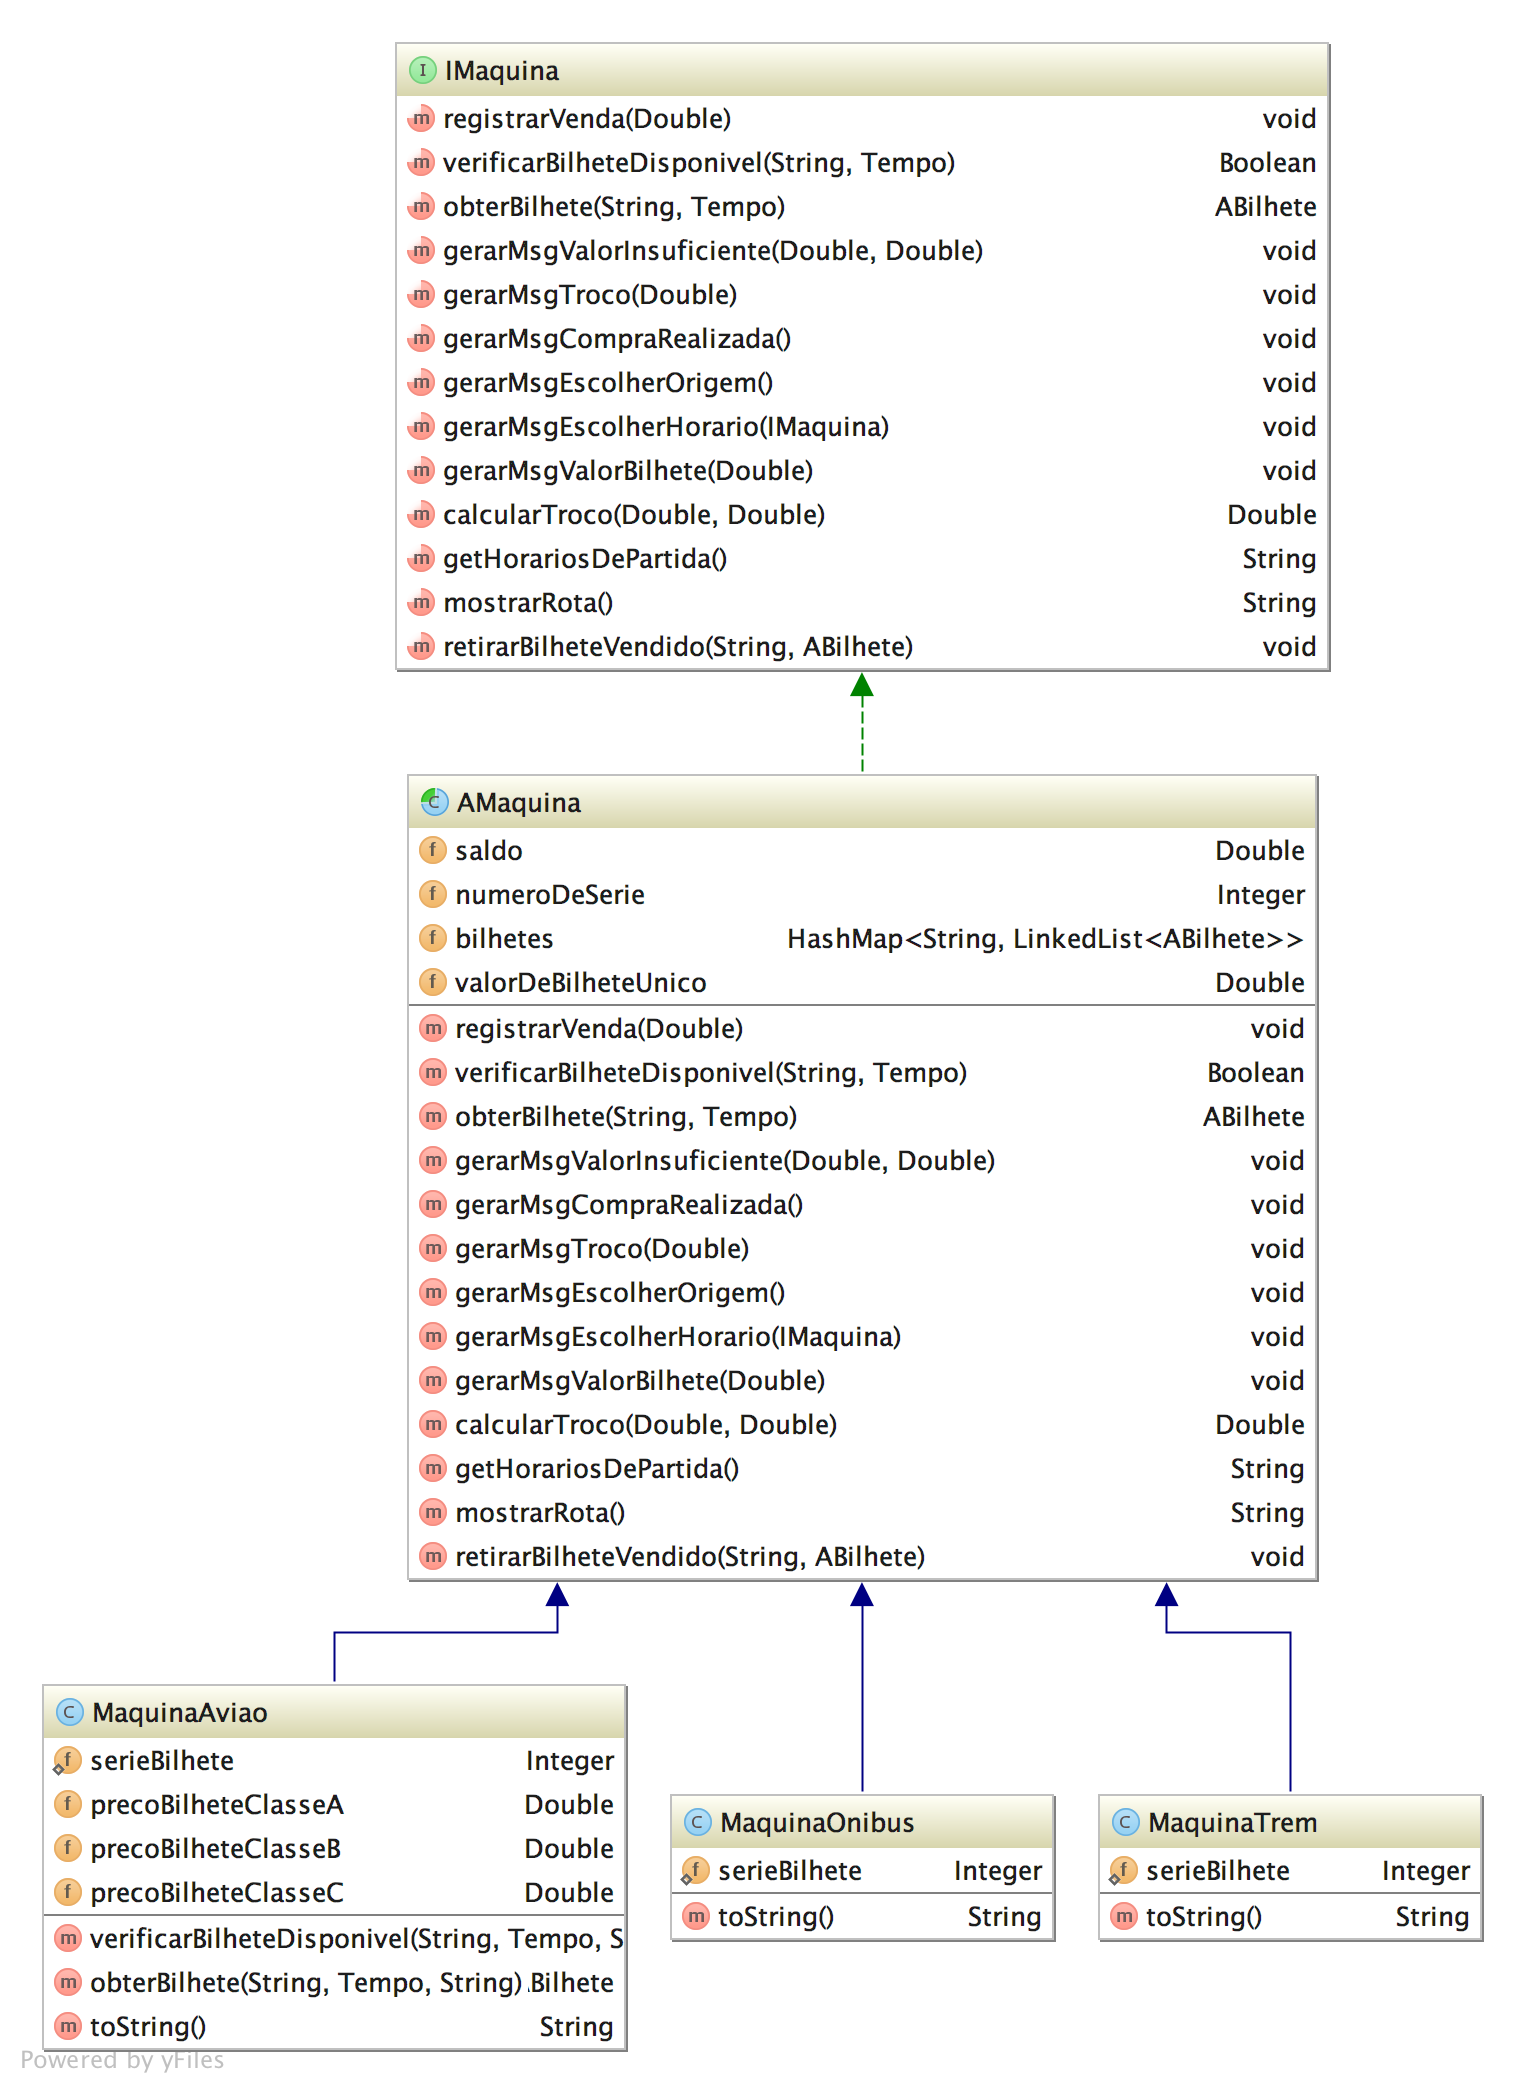 I IMaquina
m registrarVenda(Double) void
m verificarBilheteDisponivel(String, Tempo) Boolean
m obterBilhete(String, Tempo) ABilhete
m gerarMsgValorInsuficiente(Double, Double) void
m gerarMsgTroco(Double) void
m gerarMsgCompraRealizada() void
m gerarMsgEscolherOrigem() void
m gerarMsgEscolherHorario(IMaquina) void
m gerarMsgValorBilhete(Double) void
m calcularTroco(Double, Double) Double
m getHorariosDePartida() String
m mostrarRota() String
m retirarBilheteVendido(String, ABilhete) void
C AMaquina
f saldo Double
f numeroDeSerie Integer
f bilhetes HashMap<String, LinkedList<ABilhete>>
f valorDeBilheteUnico Double
m registrarVenda(Double) void
m verificarBilheteDisponivel(String, Tempo) Boolean
m obterBilhete(String, Tempo) ABilhete
m gerarMsgValorInsuficiente(Double, Double) void
m gerarMsgCompraRealizada() void
m gerarMsgTroco(Double) void
m gerarMsgEscolherOrigem() void
m gerarMsgEscolherHorario(IMaquina) void
m gerarMsgValorBilhete(Double) void
m calcularTroco(Double, Double) Double
m getHorariosDePartida() String
m mostrarRota() String
m retirarBilheteVendido(String, ABilhete) void
C MaquinaAviao
f serieBilhete Integer
f precoBilheteClasseA Double
f precoBilheteClasseB Double
f precoBilheteClasseC Double
m verificarBilheteDisponivel(String, Tempo, S
m obterBilhete(String, Tempo, String) Bilhete
m toString() String
C MaquinaOnibus
f serieBilhete Integer
m toString() String
C MaquinaTrem
f serieBilhete Integer
m toString() String
Powered by yFiles